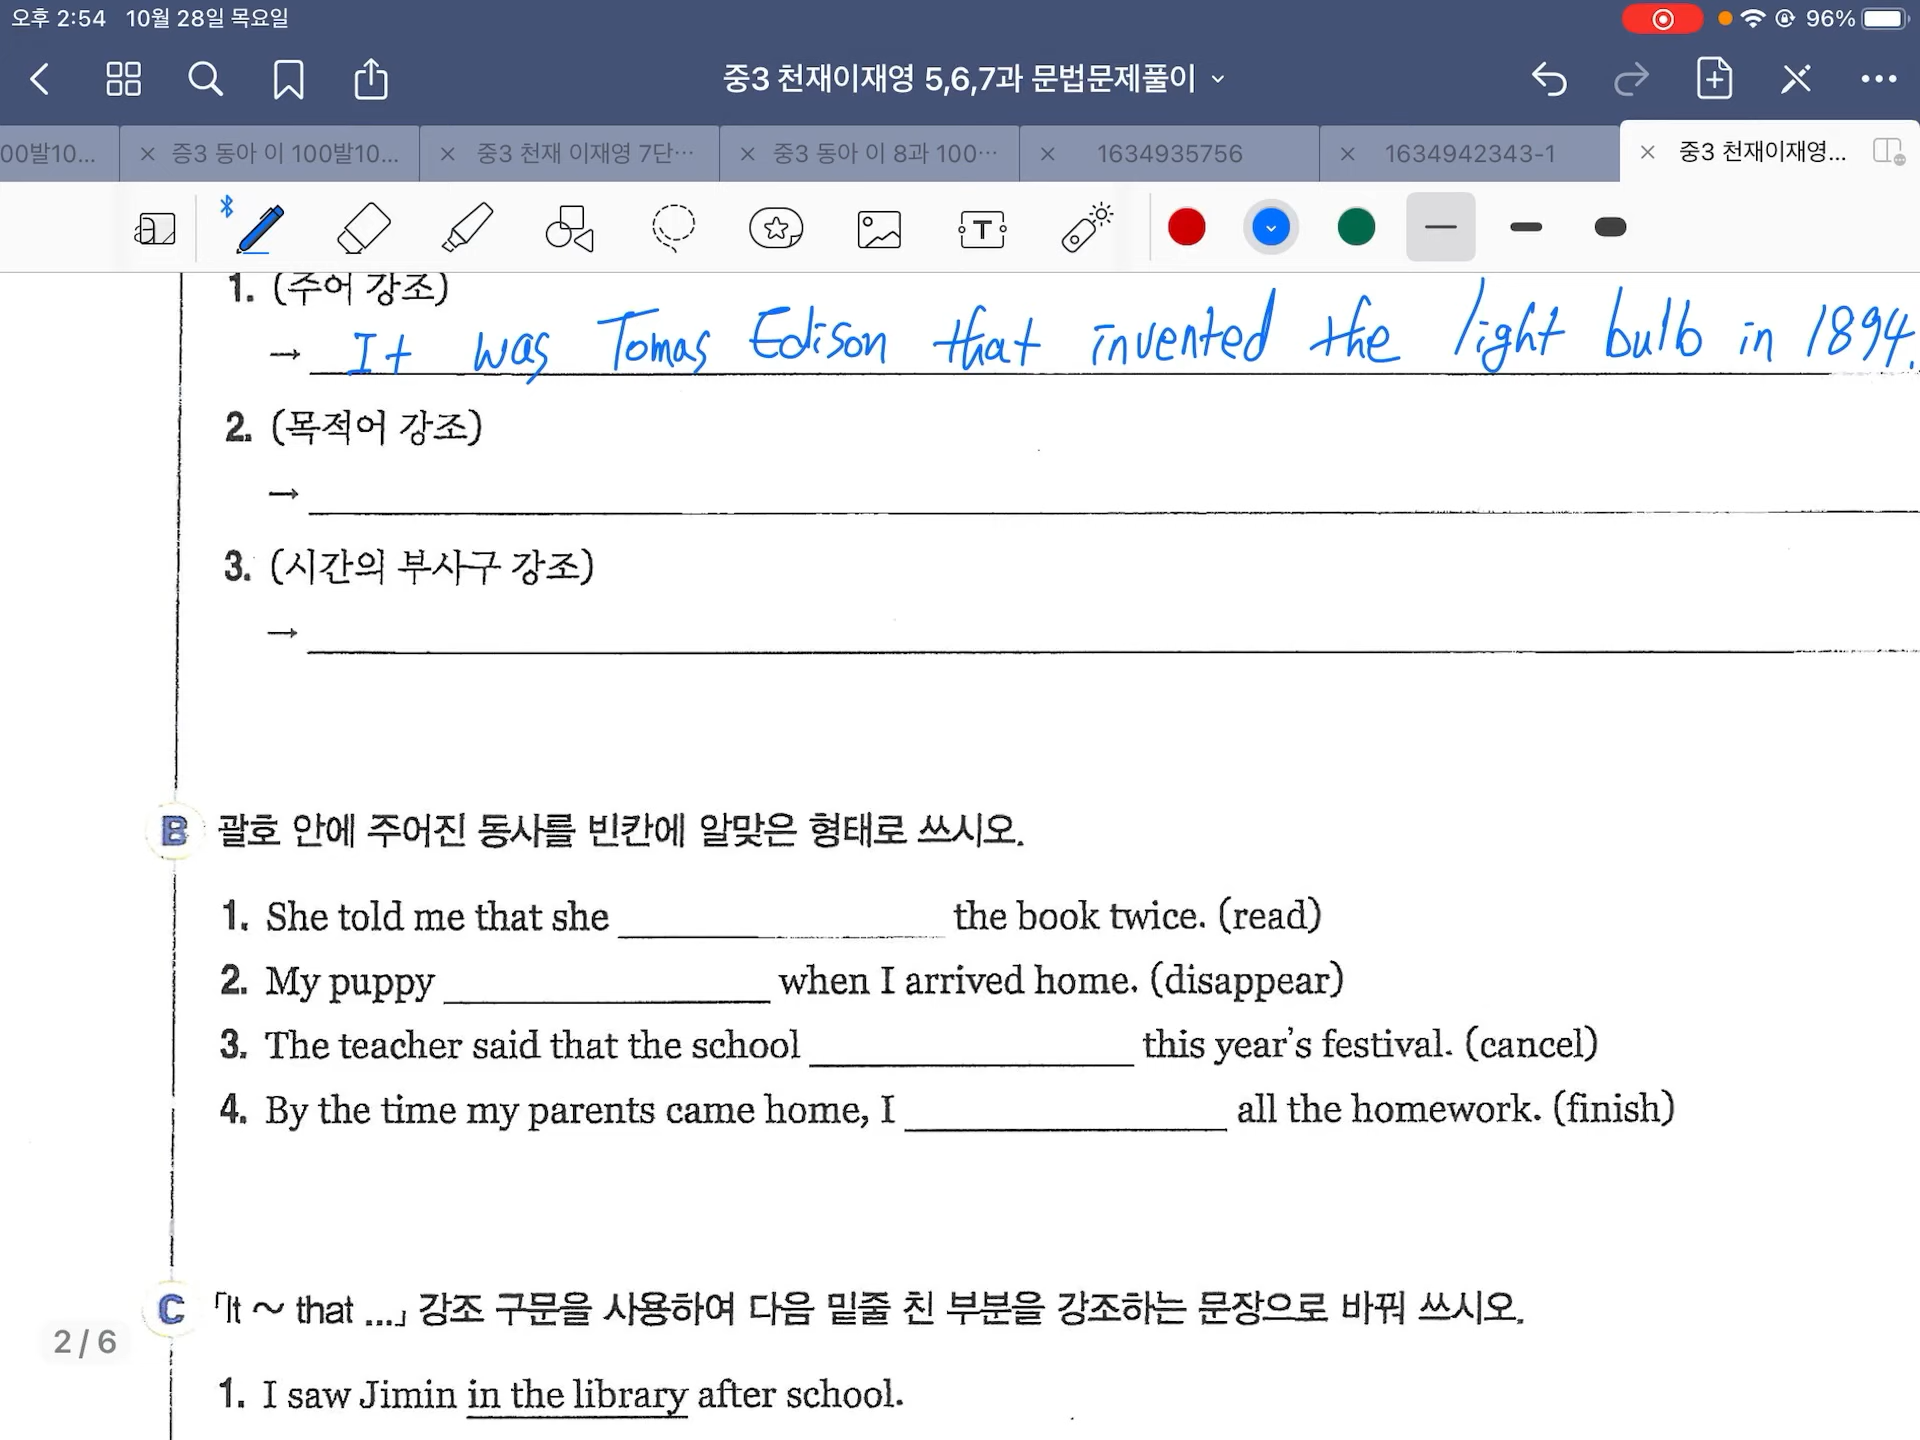 오후 2:54 10월 28일 목요일
96%
중3 천재이재영 5,6,7과 문법문제풀이
00발10...
중3 동아 이 100발10...
중3 천재 이재영 7단...
중3 동아 이 8과 100...
1634935756
1634942343-1
중3 천재이재영...
1. (주어 강조)
→ It was Tomas Edison that invented the light bulb in 1894.
2. (목적어 강조)
→
3. (시간의 부사구 강조)
→
B 괄호 안에 주어진 동사를 빈칸에 알맞은 형태로 쓰시오.
1. She told me that she ____ the book twice. (read)
2. My puppy ____ when I arrived home. (disappear)
3. The teacher said that the school ____ this year's festival. (cancel)
4. By the time my parents came home, I ____ all the homework. (finish)
C 「It ~ that ...」 강조 구문을 사용하여 다음 밑줄 친 부분을 강조하는 문장으로 바꿔 쓰시오.
2 / 6
1. I saw Jimin in the library after school.